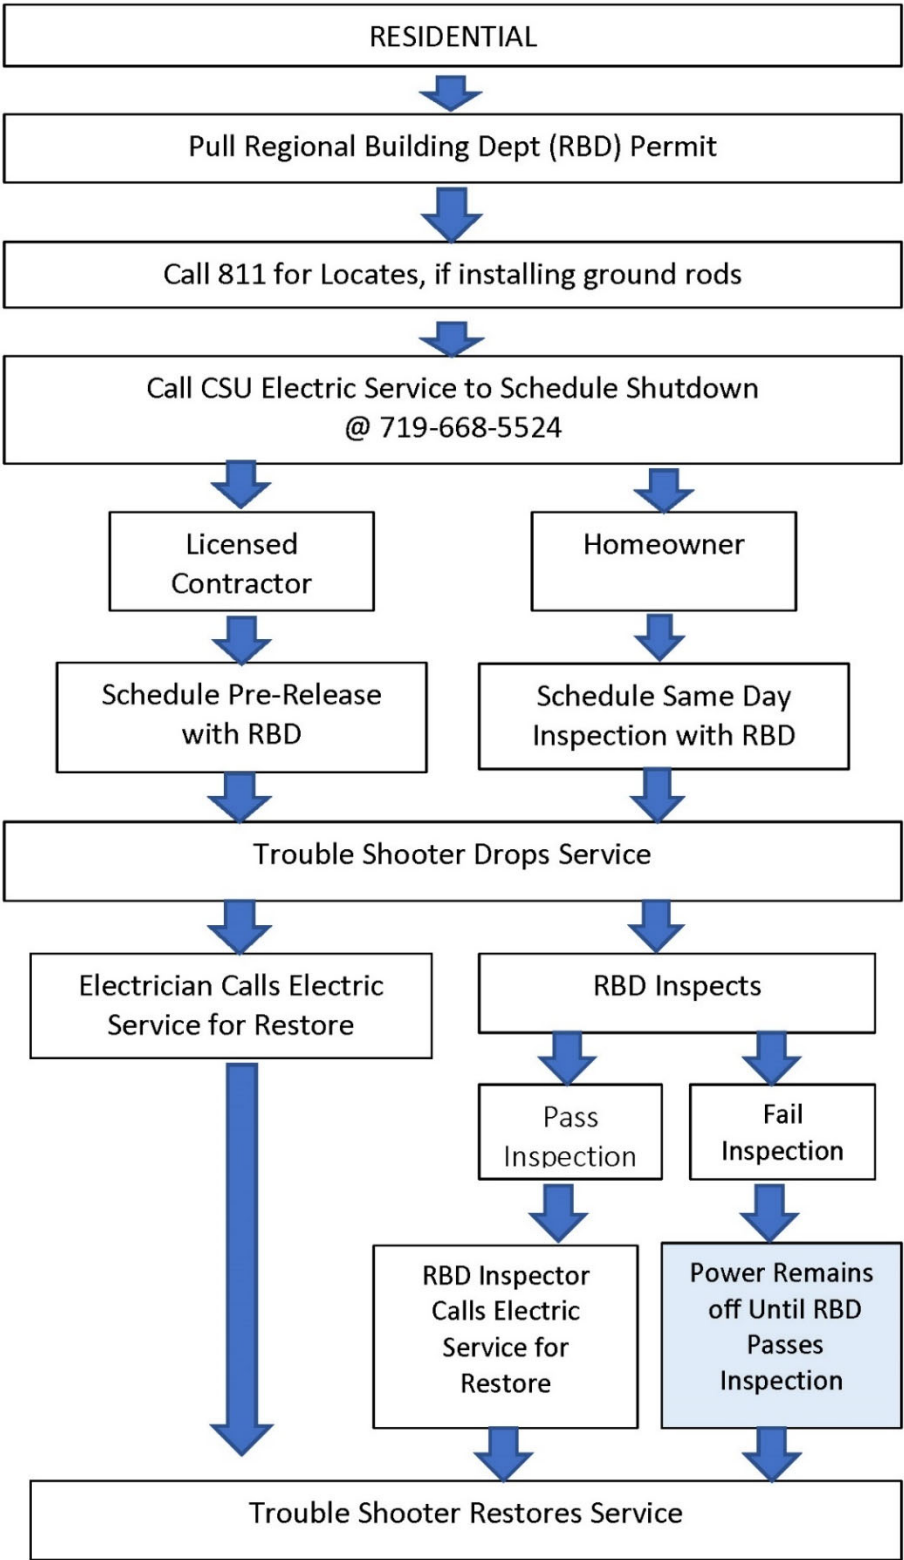 RESIDENTIAL
Pull Regional Building Dept (RBD) Permit
Call 811 for Locates, if installing ground rods
Call CSU Electric Service to Schedule Shutdown
@ 719-668-5524
Licensed
Contractor
Homeowner
Schedule Pre-Release
with RBD
Schedule Same Day
Inspection with RBD
Trouble Shooter Drops Service
Electrician Calls Electric
Service for Restore
RBD Inspects
Pass
Inspection
Fail
Inspection
RBD Inspector
Calls Electric
Service for
Restore
Power Remains
off Until RBD
Passes
Inspection
Trouble Shooter Restores Service